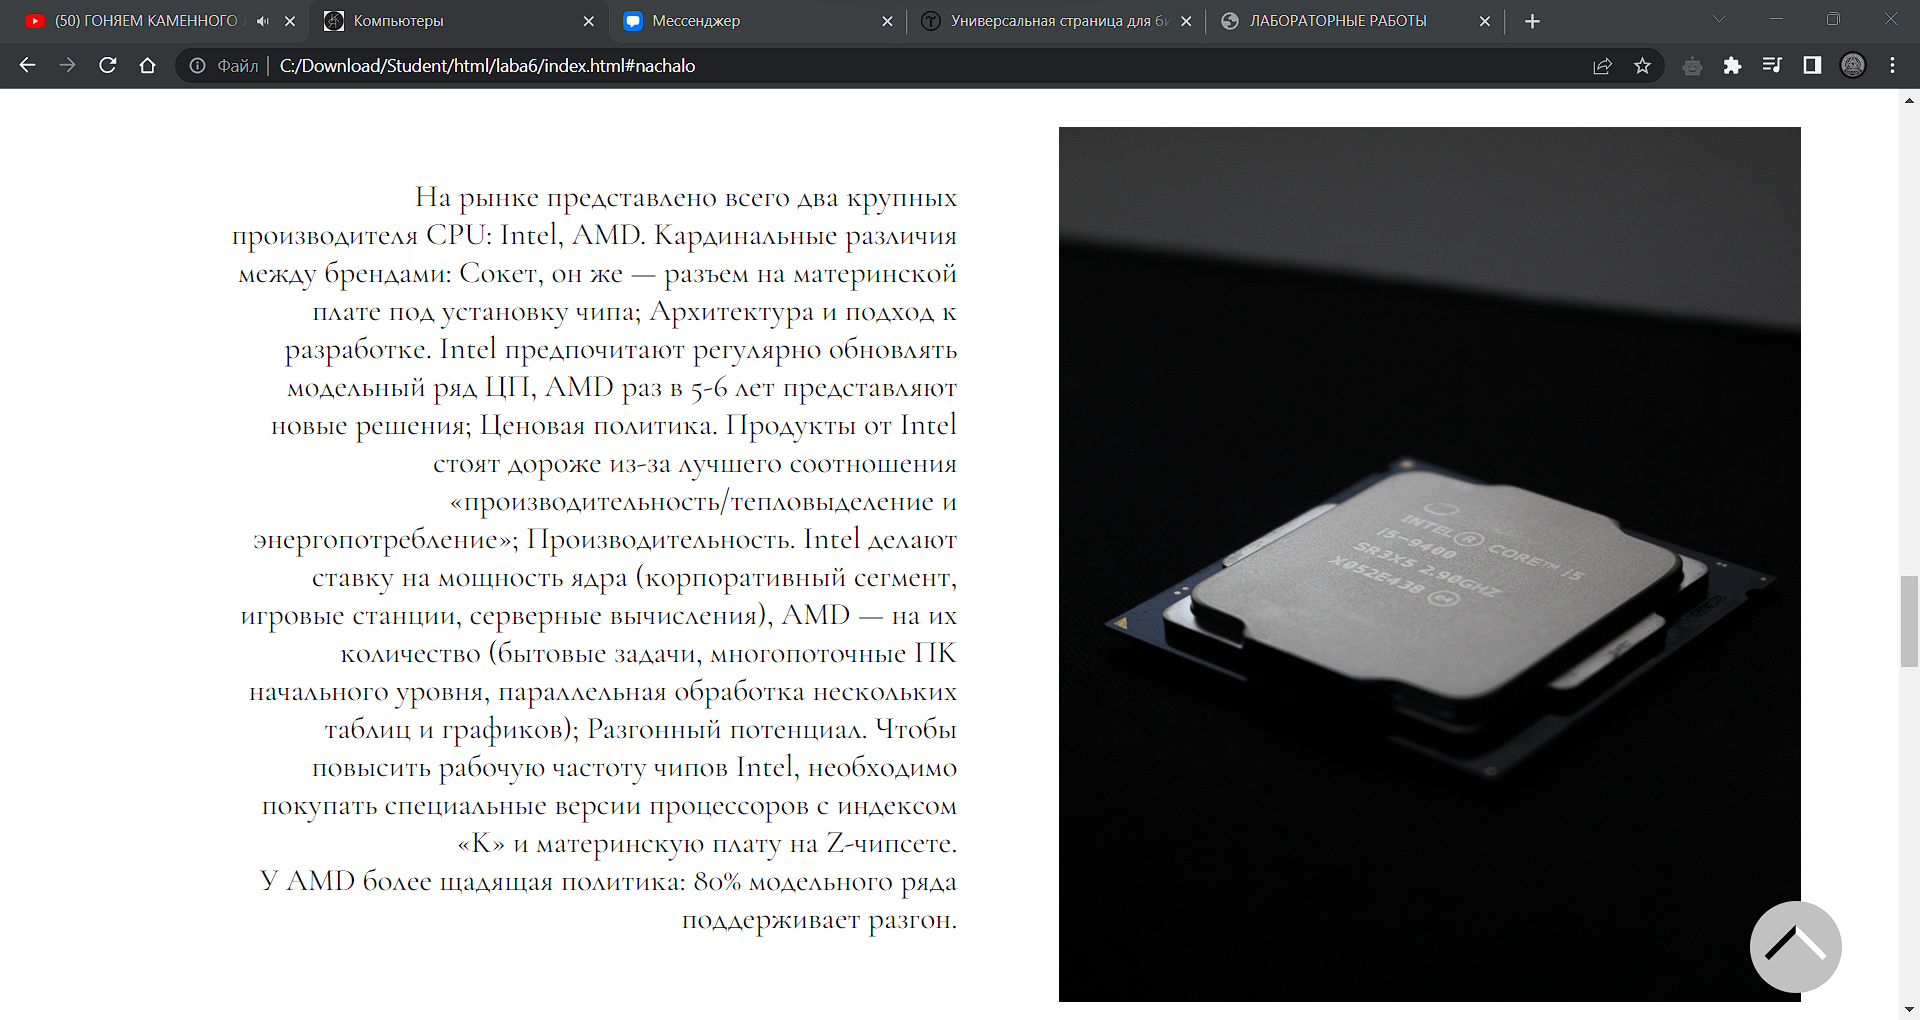 (50) ГОНЯЕМ КАМЕННОГО
Компьютеры
Мессенджер
Универсальная страница для би
ЛАБОРАТОРНЫЕ РАБОТЫ
Файл
C:/Download/Student/html/laba6/index.html#nachalo
На рынке представлено всего два крупных
производителя CPU: Intel, AMD. Кардинальные различия
между брендами: Сокет, он же — разъем на материнской
плате под установку чипа; Архитектура и подход к
разработке. Intel предпочитают регулярно обновлять
модельный ряд ЦП, AMD раз в 5-6 лет представляют
новые решения; Ценовая политика. Продукты от Intel
стоят дороже из-за лучшего соотношения
«производительность/тепловыделение и
энергопотребление»; Производительность. Intel делают
ставку на мощность ядра (корпоративный сегмент,
игровые станции, серверные вычисления), AMD — на их
количество (бытовые задачи, многопоточные ПК
начального уровня, параллельная обработка нескольких
таблиц и графиков); Разгонный потенциал. Чтобы
повысить рабочую частоту чипов Intel, необходимо
покупать специальные версии процессоров с индексом
«К» и материнскую плату на Z-чипсете.
У AMD более щадящая политика: 80% модельного ряда
поддерживает разгон.
INTEL® CORE™ i5
i5-9400
SR3X5 2.90GHZ
X052E438